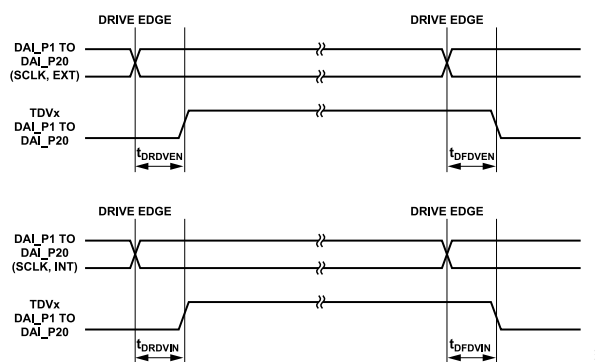 DRIVE EDGE DRIVE EDGE
DAI_P1 TO
DAI_P20
(SCLK, EXT)
TDVx
DAI_P1 TO
DAI_P20
tDRDVEN tDFDVEN
DRIVE EDGE DRIVE EDGE
DAI_P1 TO
DAI_P20
(SCLK, INT)
TDVx
DAI_P1 TO
DAI_P20
tDRDVIN tDFDVIN